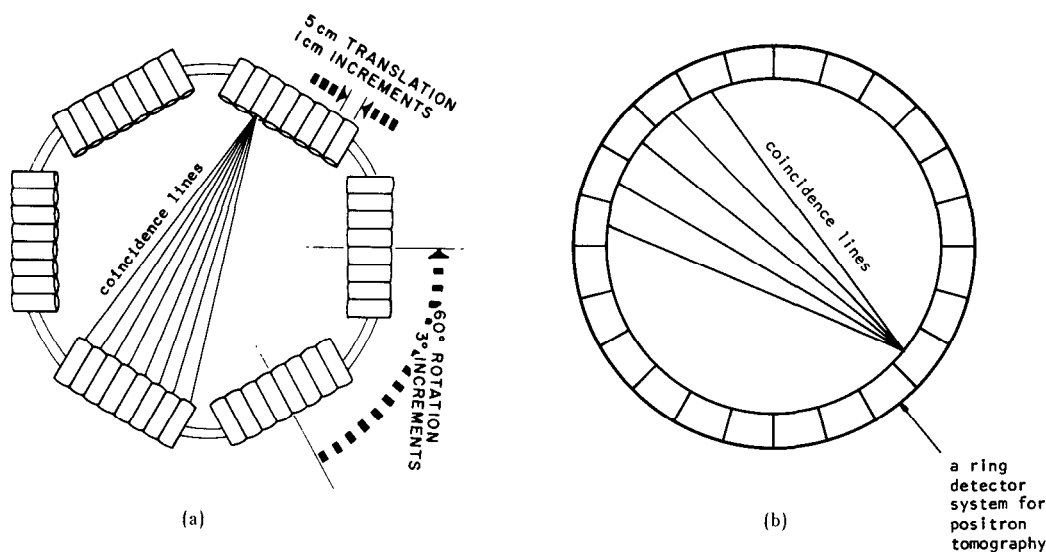 5cm TRANSLATION
1cm INCREMENTS
coincidence lines
60° ROTATION
3° INCREMENTS
(a)
coincidence lines
(b)
a ring
detector
system for
positron
tomography